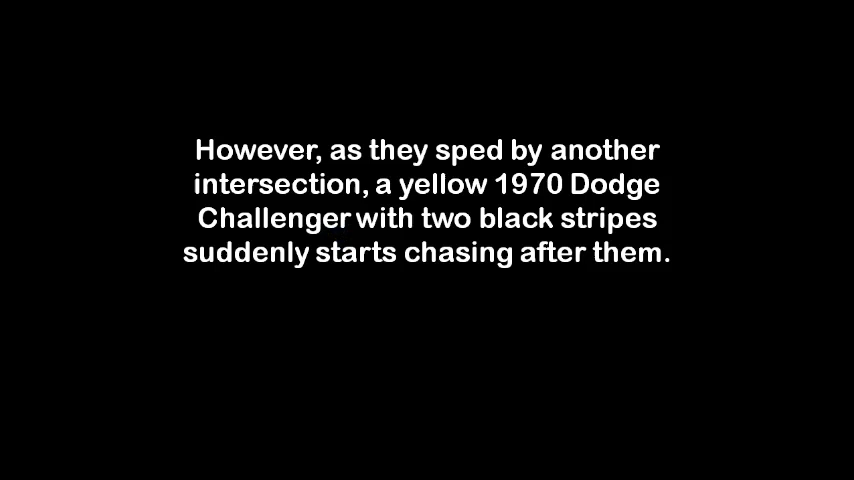 However, as they sped by another
intersection, a yellow 1970 Dodge
Challenger with two black stripes
suddenly starts chasing after them.